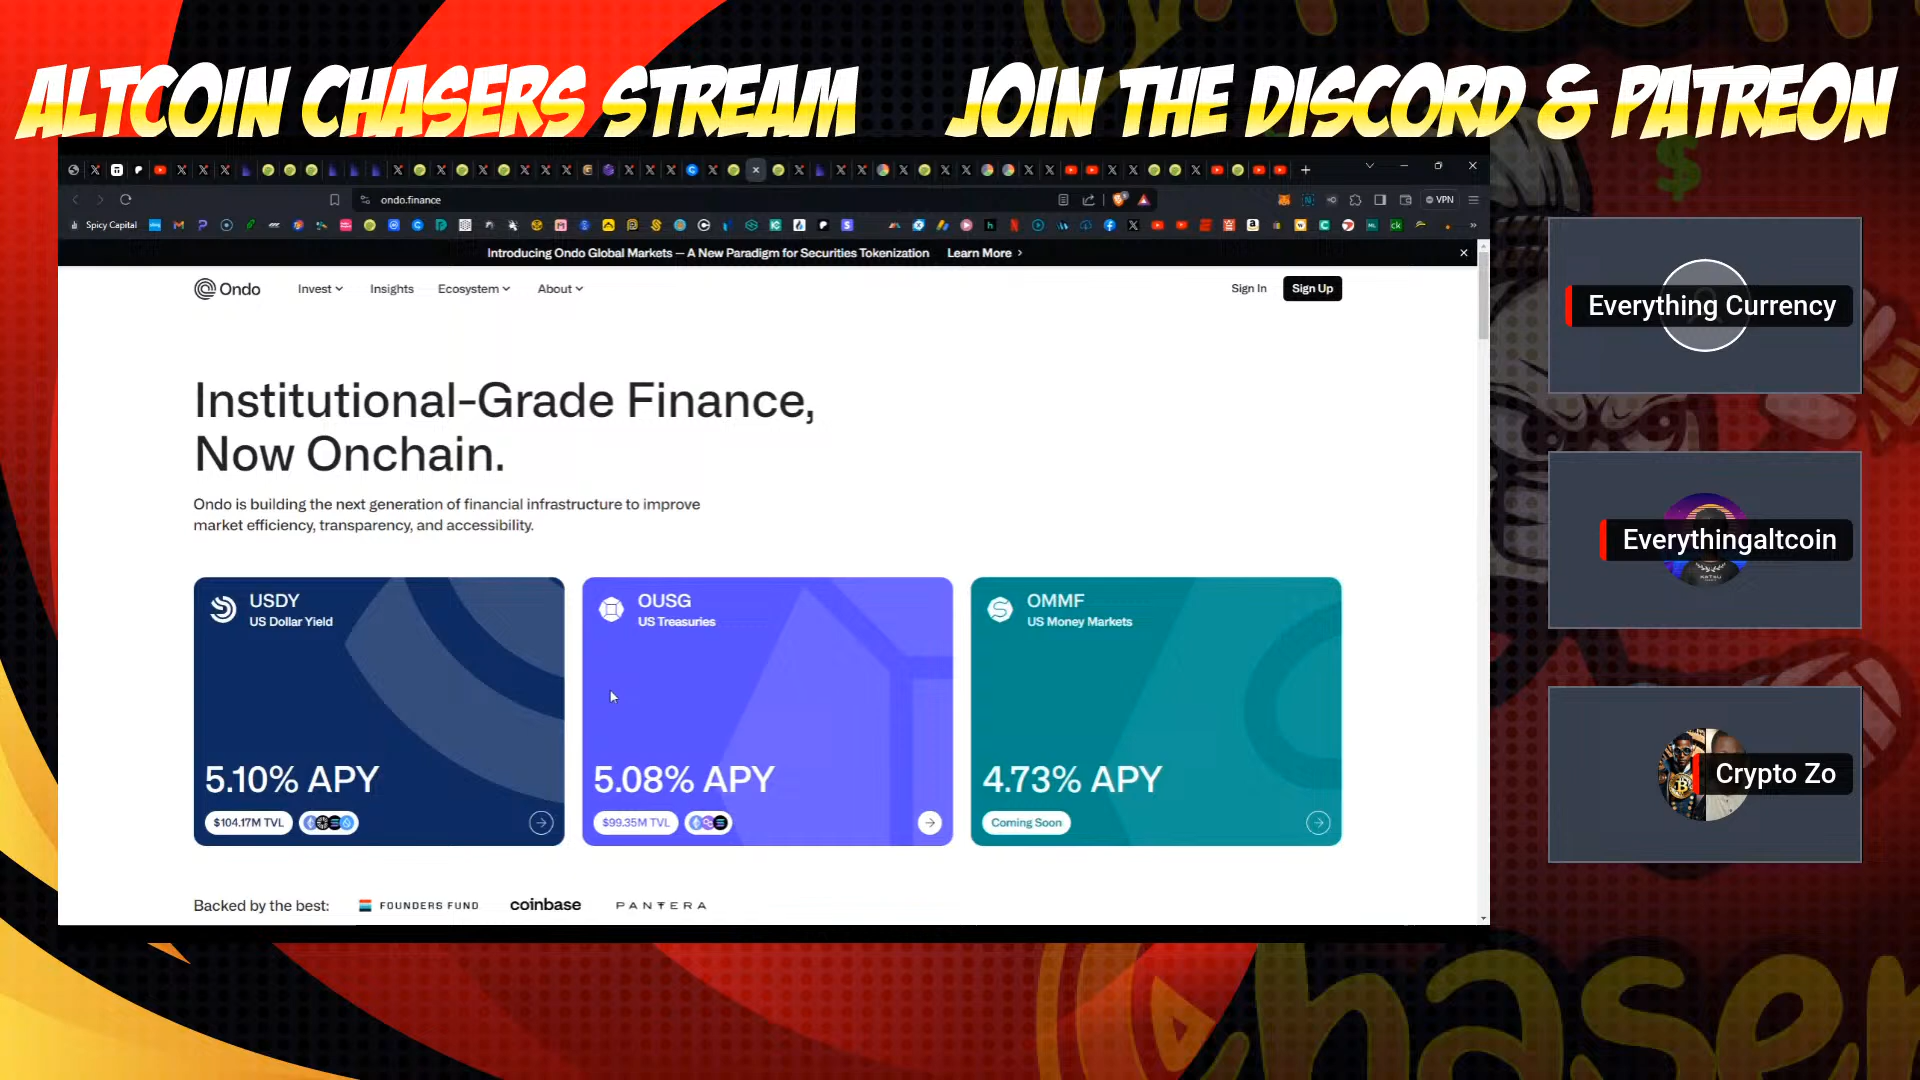 ALTCOIN CHASERS STREAM
JOIN THE DISCORD & PATREON
ondo.finance
VPN
Spicy Capital
Introducing Ondo Global Markets — A New Paradigm for Securities Tokenization
Learn More
Ondo
Invest
Insights
Ecosystem
About
Sign In
Sign Up
Institutional-Grade Finance,
Now Onchain.
Ondo is building the next generation of financial infrastructure to improve
market efficiency, transparency, and accessibility.
USDY
US Dollar Yield
5.10% APY
$104.17M TVL
OUSG
US Treasuries
5.08% APY
$99.35M TVL
OMMF
US Money Markets
4.73% APY
Coming Soon
Backed by the best:
FOUNDERS FUND
coinbase
PANTERA
Everything Currency
Everythingaltcoin
Crypto Zo